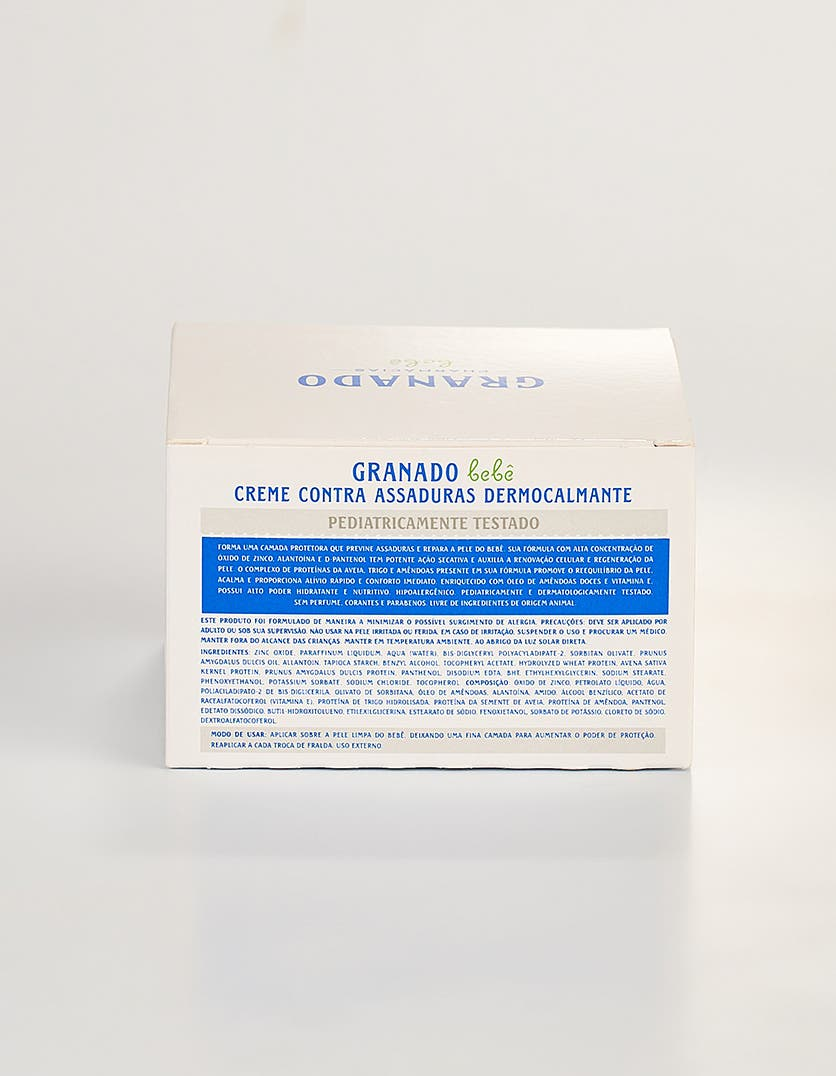 GRANADO
PHARMÁCIAS
bebê
GRANADO bebê
CREME CONTRA ASSADURAS DERMOCALMANTE
PEDIATRICAMENTE TESTADO
FORMA UMA CAMADA PROTETORA QUE PREVINE ASSADURAS E REPARA A PELE DO BEBÊ. SUA FÓRMULA COM ALTA CONCENTRAÇÃO DE
ÓXIDO DE ZINCO, ALANTOÍNA E D-PANTENOL TEM POTENTE AÇÃO SECATIVA E AUXILIA A RENOVAÇÃO CELULAR E REGENERAÇÃO DA
PELE. O COMPLEXO DE PROTEÍNAS DA AVEIA, TRIGO E AMÊNDOAS PRESENTE EM SUA FÓRMULA PROMOVE O REEQUILÍBRIO DA PELE,
ACALMA E PROPORCIONA ALÍVIO RÁPIDO E CONFORTO IMEDIATO. ENRIQUECIDO COM ÓLEO DE AMÊNDOAS DOCES E VITAMINA E,
POSSUI ALTO PODER HIDRATANTE E NUTRITIVO. HIPOALERGÊNICO. PEDIATRICAMENTE E DERMATOLOGICAMENTE TESTADO.
SEM PERFUME, CORANTES E PARABENOS. LIVRE DE INGREDIENTES DE ORIGEM ANIMAL.
ESTE PRODUTO FOI FORMULADO DE MANEIRA A MINIMIZAR O POSSÍVEL SURGIMENTO DE ALERGIA. PRECAUÇÕES: DEVE SER APLICADO POR
ADULTO OU SOB SUA SUPERVISÃO. NÃO USAR NA PELE IRRITADA OU FERIDA. EM CASO DE IRRITAÇÃO, SUSPENDER O USO E PROCURAR UM MÉDICO.
MANTER FORA DO ALCANCE DAS CRIANÇAS. MANTER EM TEMPERATURA AMBIENTE, AO ABRIGO DA LUZ SOLAR DIRETA.
INGREDIENTES: ZINC OXIDE, PARAFFINUM LIQUIDUM, AQUA (WATER), BIS-DIGLYCERYL POLYACYLADIPATE-2, SORBITAN OLIVATE, PRUNUS
AMYGDALUS DULCIS OIL, ALLANTOIN, TAPIOCA STARCH, BENZYL ALCOHOL, TOCOPHERYL ACETATE, HYDROLYZED WHEAT PROTEIN, AVENA SATIVA
KERNEL PROTEIN, PRUNUS AMYGDALUS DULCIS PROTEIN, PANTHENOL, DISODIUM EDTA, BHT, ETHYLHEXYLGLYCERIN, SODIUM STEARATE,
PHENOXYETHANOL, POTASSIUM SORBATE, SODIUM CHLORIDE, TOCOPHEROL. COMPOSIÇÃO: ÓXIDO DE ZINCO, PETROLATO LÍQUIDO, ÁGUA,
POLIACILADIPATO-2 DE BIS-DIGLICERILA, OLIVATO DE SORBITANA, ÓLEO DE AMÊNDOAS, ALANTOÍNA, AMIDO, ÁLCOOL BENZÍLICO, ACETATO DE
RACEALFATOCOFEROL (VITAMINA E), PROTEÍNA DE TRIGO HIDROLISADA, PROTEÍNA DA SEMENTE DE AVEIA, PROTEÍNA DE AMÊNDOA, PANTENOL,
EDETATO DISSÓDICO, BUTIL-HIDROXITOLUENO, ETILEXILGLICERINA, ESTEARATO DE SÓDIO, FENOXIETANOL, SORBATO DE POTÁSSIO, CLORETO DE SÓDIO,
DEXTROALFATOCOFEROL.
MODO DE USAR: APLICAR SOBRE A PELE LIMPA DO BEBÊ, DEIXANDO UMA FINA CAMADA PARA AUMENTAR O PODER DE PROTEÇÃO.
REAPLICAR A CADA TROCA DE FRALDA. USO EXTERNO.